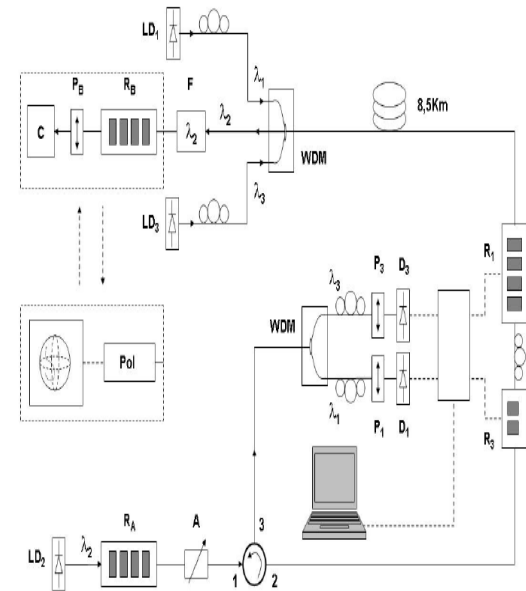 LD1
λ1
PB
RB
F
C
λ2
λ2
WDM
8,5Km
λ3
LD3
R1
P3
D3
λ3
WDM
Pol
λ1
P1
D1
R3
LD2
λ2
RA
A
3
1
2